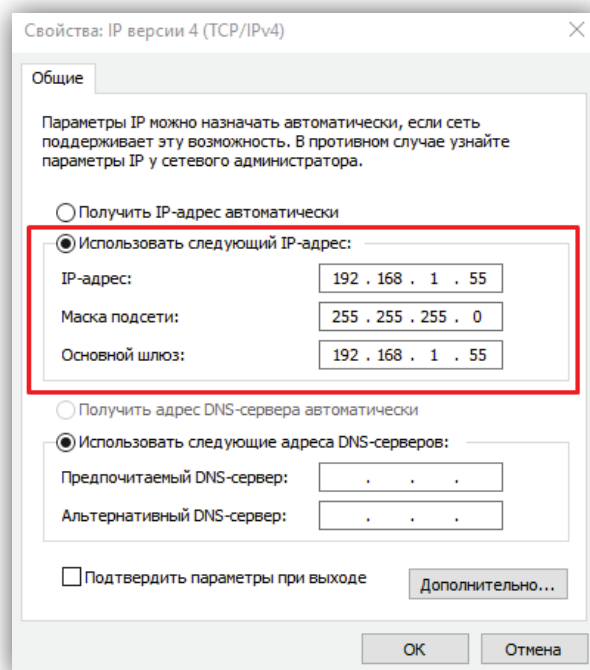 Свойства: IP версии 4 (TCP/IPv4)
Общие
Параметры IP можно назначать автоматически, если сеть
поддерживает эту возможность. В противном случае узнайте
параметры IP у сетевого администратора.
Получить IP-адрес автоматически
Использовать следующий IP-адрес:
IP-адрес: 192 . 168 . 1 . 55
Маска подсети: 255 . 255 . 255 . 0
Основной шлюз: 192 . 168 . 1 . 55
Получить адрес DNS-сервера автоматически
Использовать следующие адреса DNS-серверов:
Предпочитаемый DNS-сервер: . . .
Альтернативный DNS-сервер: . . .
Подтвердить параметры при выходе
Дополнительно...
ОК
Отмена